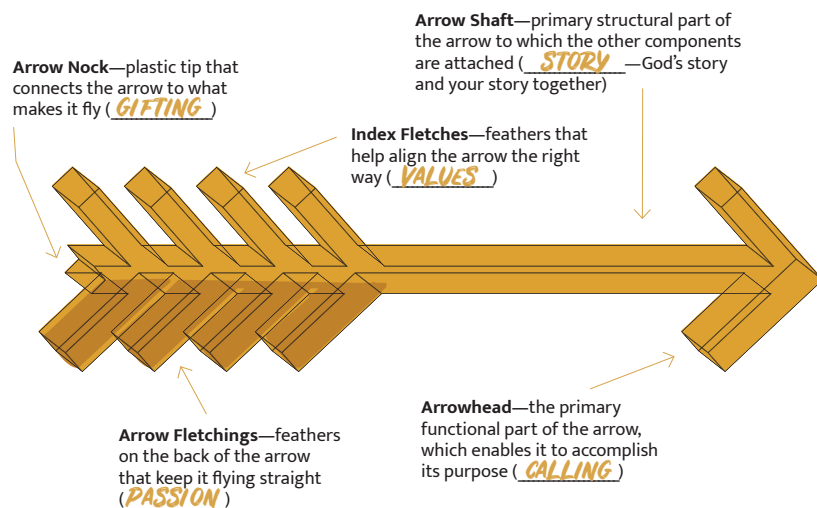 Arrow Shaft—primary structural part of
the arrow to which the other components
are attached (STORY—God's story
and your story together)
Arrow Nock—plastic tip that
connects the arrow to what
makes it fly (GIFTING)
Index Fletches—feathers that
help align the arrow the right
way (VALUES)
Arrow Fletchings—feathers
on the back of the arrow
that keep it flying straight
(PASSION)
Arrowhead—the primary
functional part of the arrow,
which enables it to accomplish
its purpose (CALLING)